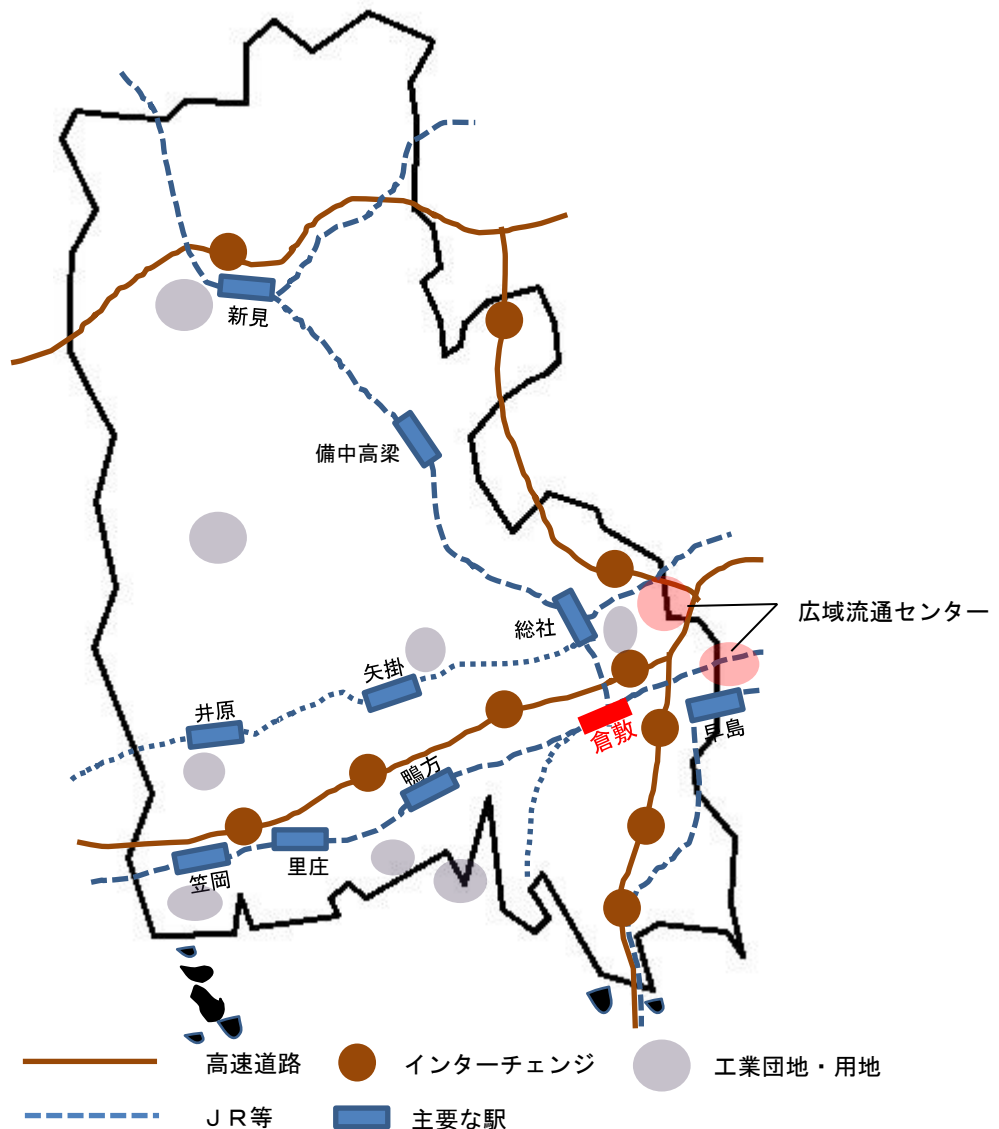 新見
備中高梁
広域流通センター
総社
矢掛
井原
倉敷
早島
鴨方
里庄
笠岡
高速道路
インターチェンジ
工業団地・用地
ＪＲ等
主要な駅